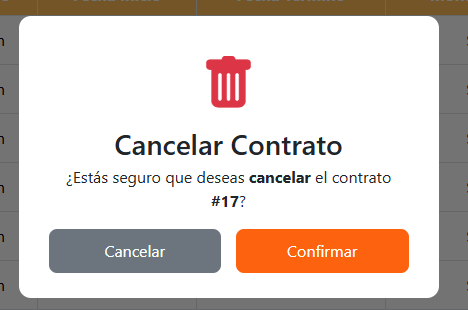 Cancelar Contrato
¿Estás seguro que deseas cancelar el contrato
#17?
Cancelar
Confirmar